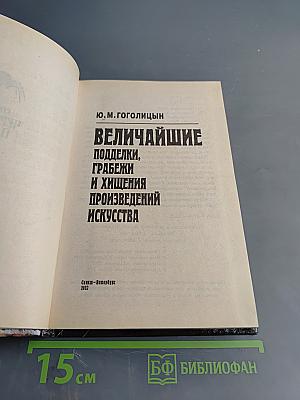 Ю. М. ГОГОЛИЦЫН
ВЕЛИЧАЙШИЕ
ПОДДЕЛКИ,
ГРАБЕЖИ
И ХИЩЕНИЯ
ПРОИЗВЕДЕНИЙ
ИСКУССТВА
Санкт-Петербург
15 СМ
БФ БИБЛИОФАН